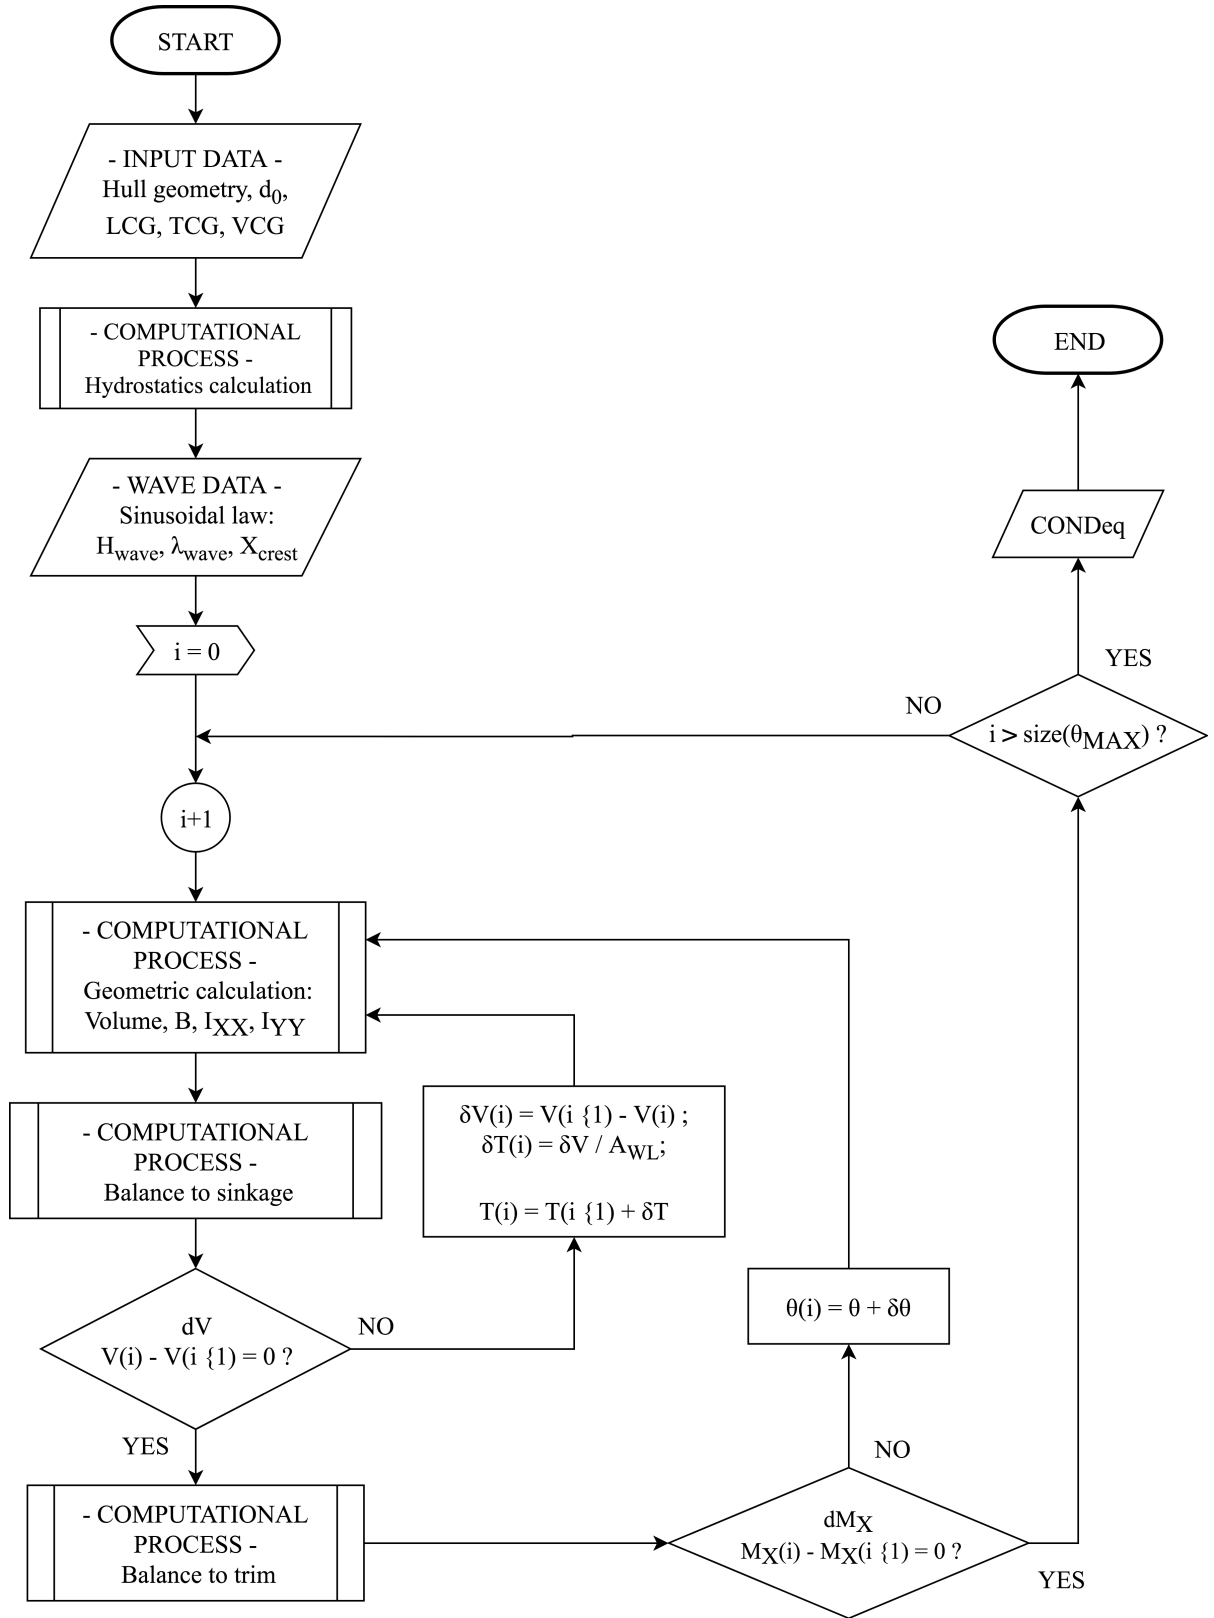 START
- INPUT DATA -
Hull geometry, d0,
LCG, TCG, VCG
- COMPUTATIONAL
PROCESS -
Hydrostatics calculation
- WAVE DATA -
Sinusoidal law:
Hwave, λwave, Xcrest
i = 0
i+1
- COMPUTATIONAL
PROCESS -
Geometric calculation:
Volume, B, IXX, IYY
- COMPUTATIONAL
PROCESS -
Balance to sinkage
dV
V(i) - V(i {1) = 0 ?
NO
YES
δV(i) = V(i {1) - V(i) ;
δT(i) = δV / AWL;
T(i) = T(i {1) + δT
- COMPUTATIONAL
PROCESS -
Balance to trim
dMX
MX(i) - MX(i {1) = 0 ?
NO
YES
θ(i) = θ + δθ
i > size(θMAX) ?
NO
YES
CONDeq
END